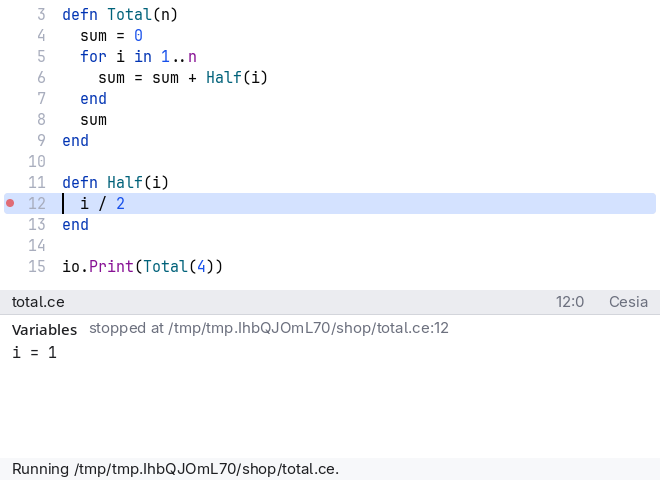 3 defn Total(n)
4   sum = 0
5   for i in 1..n
6     sum = sum + Half(i)
7   end
8   sum
9 end
10
11 defn Half(i)
12   i / 2
13 end
14
15 io.Print(Total(4))
total.ce 12:0 Cesia
Variables stopped at /tmp/tmp.IhbQJOmL70/shop/total.ce:12
i = 1
Running /tmp/tmp.IhbQJOmL70/shop/total.ce.